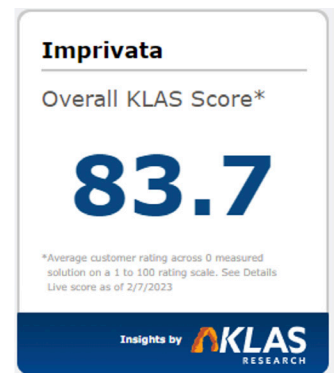 Imprivata
Overall KLAS Score*
83.7
*Average customer rating across 0 measured
solution on a 1 to 100 rating scale. See Details
Live score as of 2/7/2023
Insights by KLAS
RESEARCH